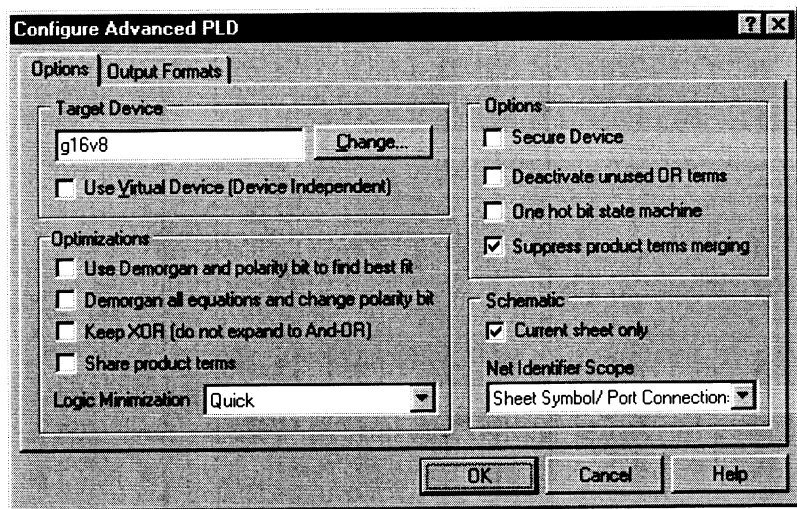 Configure Advanced PLD
Options
Output Formats
Target Device
g16v8
Change...
Use Virtual Device (Device Independent)
Optimizations
Use Demorgan and polarity bit to find best fit
Demorgan all equations and change polarity bit
Keep XOR (do not expand to And-OR)
Share product terms
Logic Minimization
Quick
Options
Secure Device
Deactivate unused OR terms
One hot bit state machine
Suppress product terms merging
Schematic
Current sheet only
Net Identifier Scope
Sheet Symbol/ Port Connection:
OK
Cancel
Help